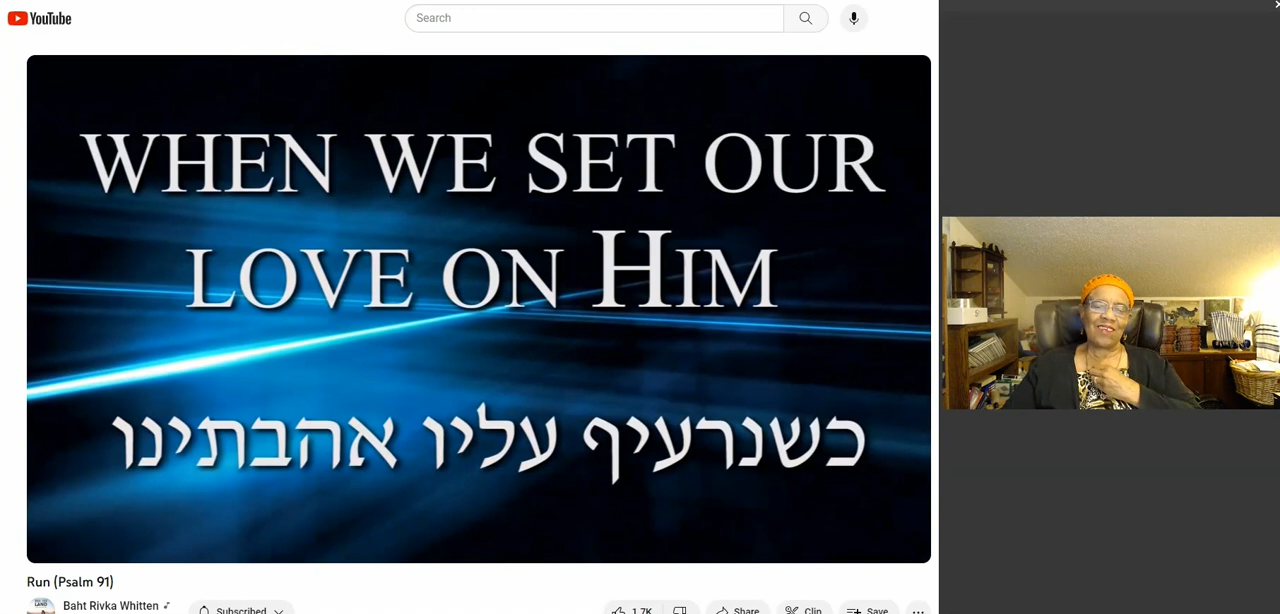 YouTube
Search
WHEN WE SET OUR
LOVE ON HIM
כשנרעיף עליו אהבתינו
Run (Psalm 91)
Baht Rivka Whitten
Subscribed
1.7K
Share
Clip
Save